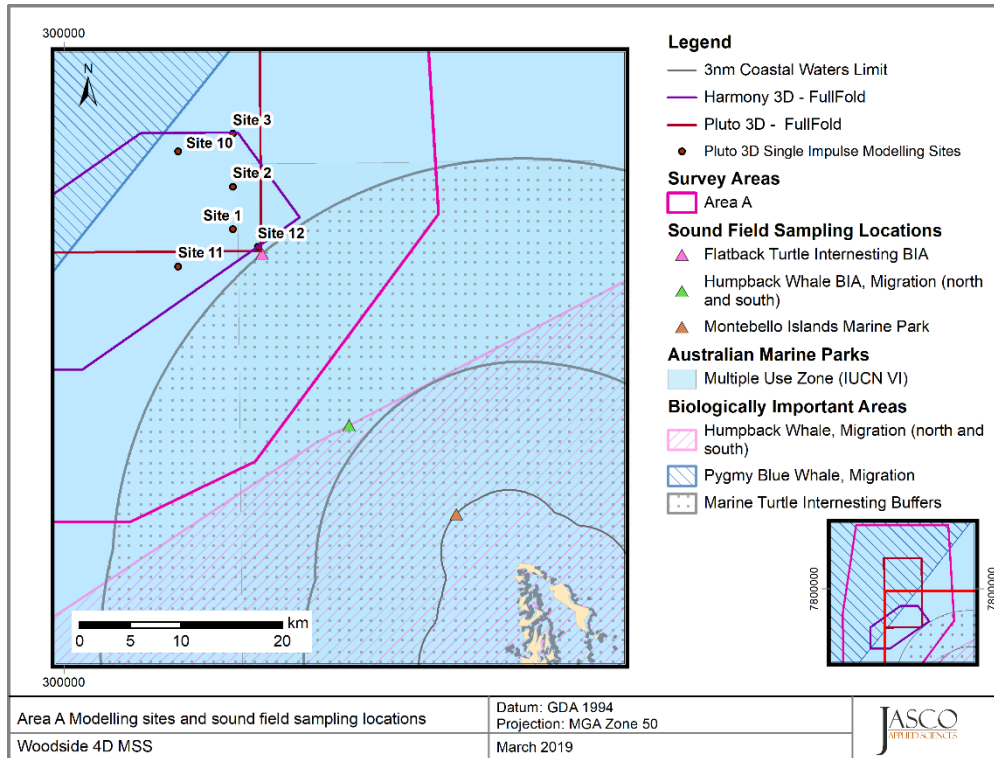 300000
N
Site 3
Site 10
Site 2
Site 1
Site 12
Site 11
km
0 5 10 20
300000
Legend
3nm Coastal Waters Limit
Harmony 3D - FullFold
Pluto 3D - FullFold
Pluto 3D Single Impulse Modelling Sites
Survey Areas
Area A
Sound Field Sampling Locations
Flatback Turtle Internesting BIA
Humpback Whale BIA, Migration (north
and south)
Montebello Islands Marine Park
Australian Marine Parks
Multiple Use Zone (IUCN VI)
Biologically Important Areas
Humpback Whale, Migration (north and
south)
Pygmy Blue Whale, Migration
Marine Turtle Internesting Buffers
7800000
7800000
Area A Modelling sites and sound field sampling locations
Woodside 4D MSS
Datum: GDA 1994
Projection: MGA Zone 50
March 2019
JASCO
APPLIED SCIENCES